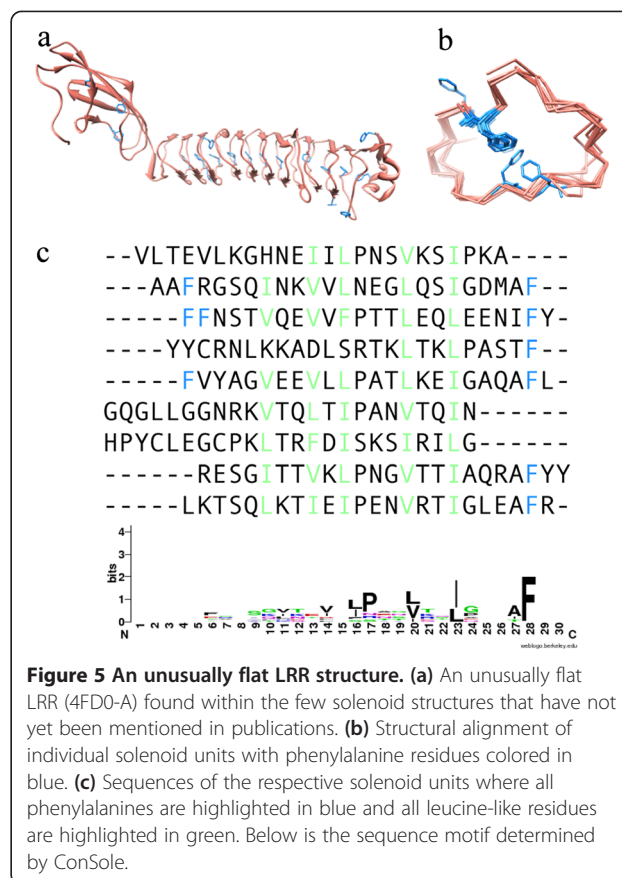 a
b
c
--VLTEVLKGHNEIILPNSVKSIPKA----
--AAFRGSQINKVVLNEGLQSIGDMAF-
----FFNSTVQEVVFPTTLEQLEENIFY-
----YYCRNLKKADLSRTKLTKLPASTF-
-----FVYAGVEEVLLPATLKEIGAQAFL-
GQGLLGGNRKVTQLTIPANVTQIN------
HPYCLEGCPKLTRFDISKSIRILG------
------RESGITTVKLPNGVTTIAQRAFYY
-----LKTSQLKTIEIPENVRTIGLEAFR-
4
3
2
1
0
bits
N 1 2 3 4 5 6 7 8 9 10 11 12 13 14 15 16 17 18 19 20 21 22 23 24 25 26 27 28 29 30 C
weblogo.berkeley.edu
Figure 5 An unusually flat LRR structure. (a) An unusually flat
LRR (4FD0-A) found within the few solenoid structures that have not
yet been mentioned in publications. (b) Structural alignment of
individual solenoid units with phenylalanine residues colored in
blue. (c) Sequences of the respective solenoid units where all
phenylalanines are highlighted in blue and all leucine-like residues
are highlighted in green. Below is the sequence motif determined
by ConSole.